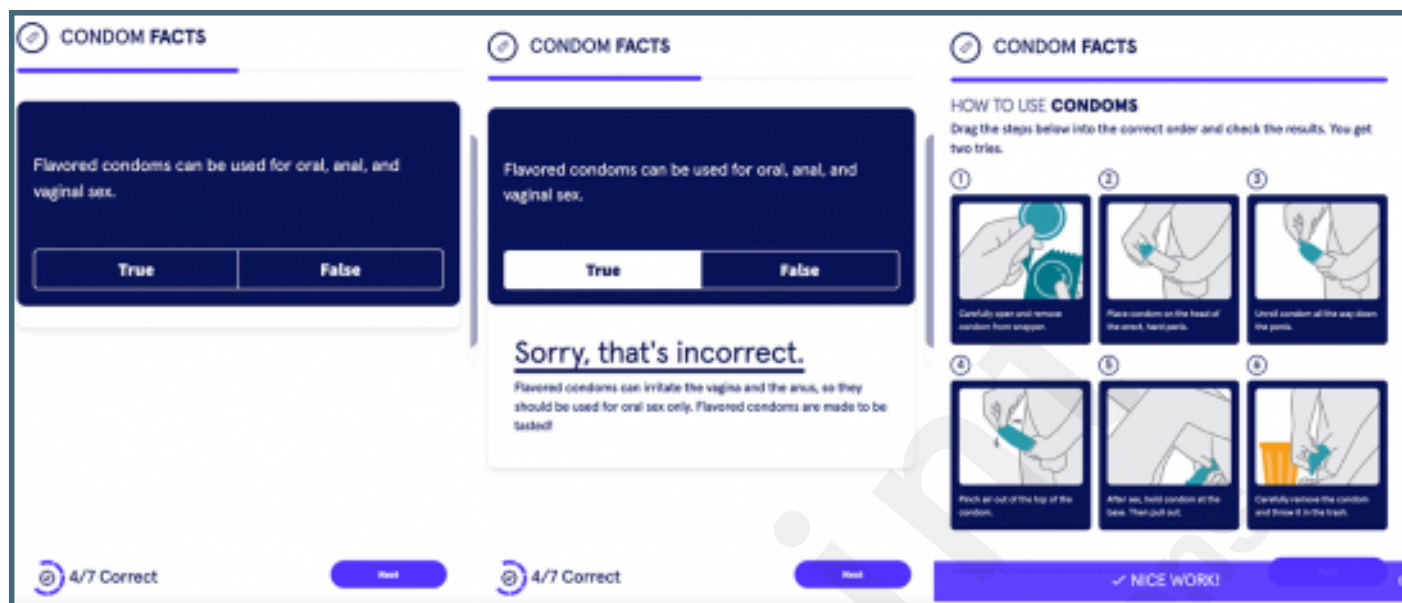 CONDOM FACTS
Flavored condoms can be used for oral, anal, and
vaginal sex.
True
False
4/7 Correct
Next
CONDOM FACTS
Flavored condoms can be used for oral, anal, and
vaginal sex.
True
False
Sorry, that's incorrect.
Flavored condoms can irritate the vagina and the anus, so they
should be used for oral sex only. Flavored condoms are made to be
tasted!
4/7 Correct
Next
CONDOM FACTS
HOW TO USE CONDOMS
Drag the steps below into the correct order and check the results. You get
two tries.
1
2
3
Carefully open and remove
condom from wrapper.
Place condom on the head of
the erect, hard penis.
Unroll condom all the way down
the penis.
4
5
6
Pinch air out of the top of the
condom.
After sex, hold condom at the
base. Then pull out.
Carefully remove the condom
and throw it in the trash.
✓ NICE WORK!